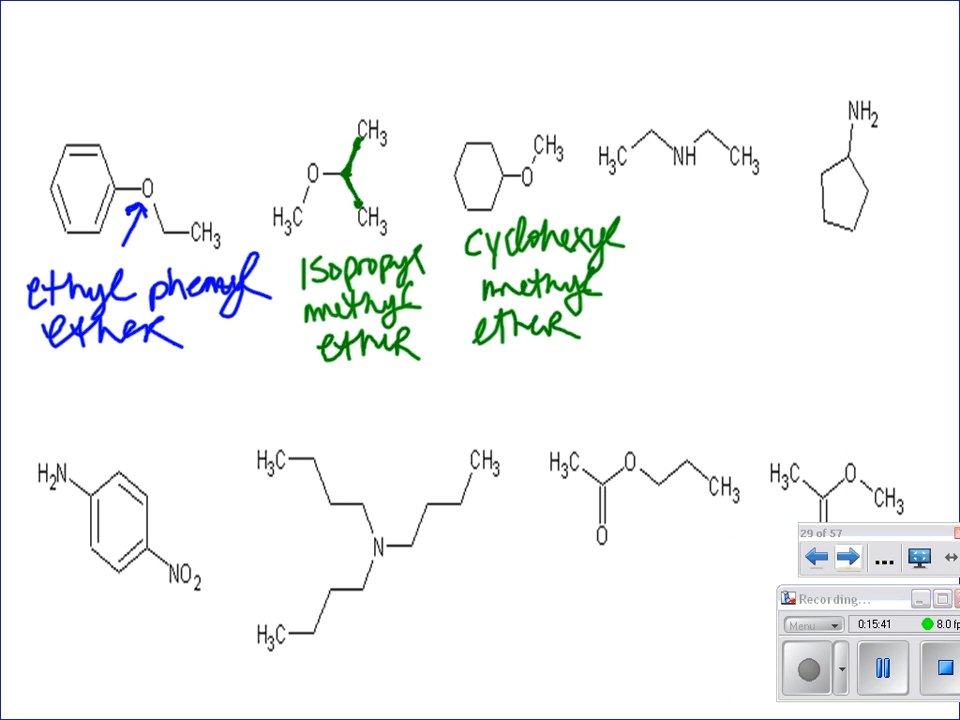 NH₂
CH₃
CH₃
O
O
O
H₃C
NH
CH₃
H₃C
CH₃
CH₃
ethyl phenyl
ether
Isopropyl
methyl
ether
cyclohexyl
methyl
ether
H₂N
NO₂
H₃C
CH₃
N
H₃C
H₃C
O
CH₃
O
H₃C
O
CH₃
29 of 57
...
Recording...
Menu
0:15:41
8.0 fp